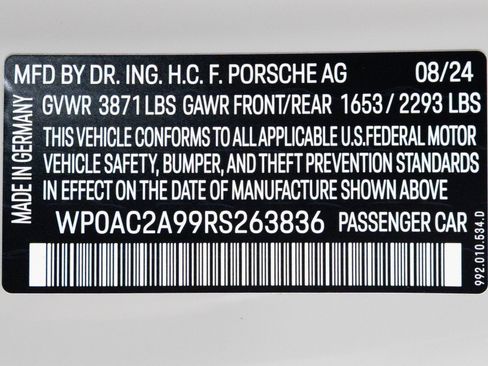 MFD BY DR. ING. H.C. F. PORSCHE AG 08/24
GVWR 3871 LBS GAWR FRONT/REAR 1653 / 2293 LBS
THIS VEHICLE CONFORMS TO ALL APPLICABLE U.S.FEDERAL MOTOR
VEHICLE SAFETY, BUMPER, AND THEFT PREVENTION STANDARDS
IN EFFECT ON THE DATE OF MANUFACTURE SHOWN ABOVE
WP0AC2A99RS263836 PASSENGER CAR
MADE IN GERMANY
992.010.534.D